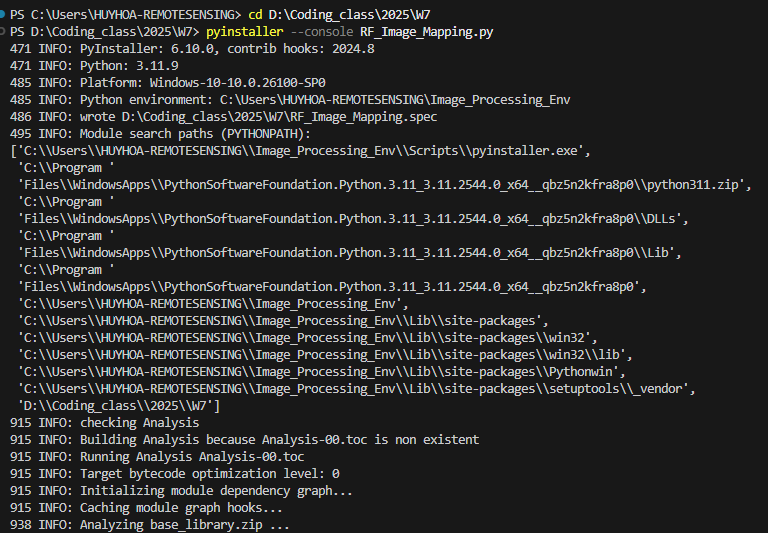 PS C:\Users\HUYHOA-REMOTESENSING> cd D:\Coding_class\2025\W7
PS D:\Coding_class\2025\W7> pyinstaller --console RF_Image_Mapping.py
471 INFO: PyInstaller: 6.10.0, contrib hooks: 2024.8
471 INFO: Python: 3.11.9
485 INFO: Platform: Windows-10-10.0.26100-SP0
485 INFO: Python environment: C:\Users\HUYHOA-REMOTESENSING\Image_Processing_Env
486 INFO: wrote D:\Coding_class\2025\W7\RF_Image_Mapping.spec
495 INFO: Module search paths (PYTHONPATH):
['C:\\Users\\HUYHOA-REMOTESENSING\\Image_Processing_Env\\Scripts\\pyinstaller.exe',
 'C:\\Program '
 'Files\\WindowsApps\\PythonSoftwareFoundation.Python.3.11_3.11.2544.0_x64__qbz5n2kfra8p0\\python311.zip',
 'C:\\Program '
 'Files\\WindowsApps\\PythonSoftwareFoundation.Python.3.11_3.11.2544.0_x64__qbz5n2kfra8p0\\DLLs',
 'C:\\Program '
 'Files\\WindowsApps\\PythonSoftwareFoundation.Python.3.11_3.11.2544.0_x64__qbz5n2kfra8p0\\Lib',
 'C:\\Program '
 'Files\\WindowsApps\\PythonSoftwareFoundation.Python.3.11_3.11.2544.0_x64__qbz5n2kfra8p0',
 'C:\\Users\\HUYHOA-REMOTESENSING\\Image_Processing_Env',
 'C:\\Users\\HUYHOA-REMOTESENSING\\Image_Processing_Env\\Lib\\site-packages',
 'C:\\Users\\HUYHOA-REMOTESENSING\\Image_Processing_Env\\Lib\\site-packages\\win32',
 'C:\\Users\\HUYHOA-REMOTESENSING\\Image_Processing_Env\\Lib\\site-packages\\win32\\lib',
 'C:\\Users\\HUYHOA-REMOTESENSING\\Image_Processing_Env\\Lib\\site-packages\\Pythonwin',
 'C:\\Users\\HUYHOA-REMOTESENSING\\Image_Processing_Env\\Lib\\site-packages\\setuptools\\_vendor',
 'D:\\Coding_class\\2025\\W7']
915 INFO: checking Analysis
915 INFO: Building Analysis because Analysis-00.toc is non existent
915 INFO: Running Analysis Analysis-00.toc
915 INFO: Target bytecode optimization level: 0
915 INFO: Initializing module dependency graph...
915 INFO: Caching module graph hooks...
938 INFO: Analyzing base_library.zip ...